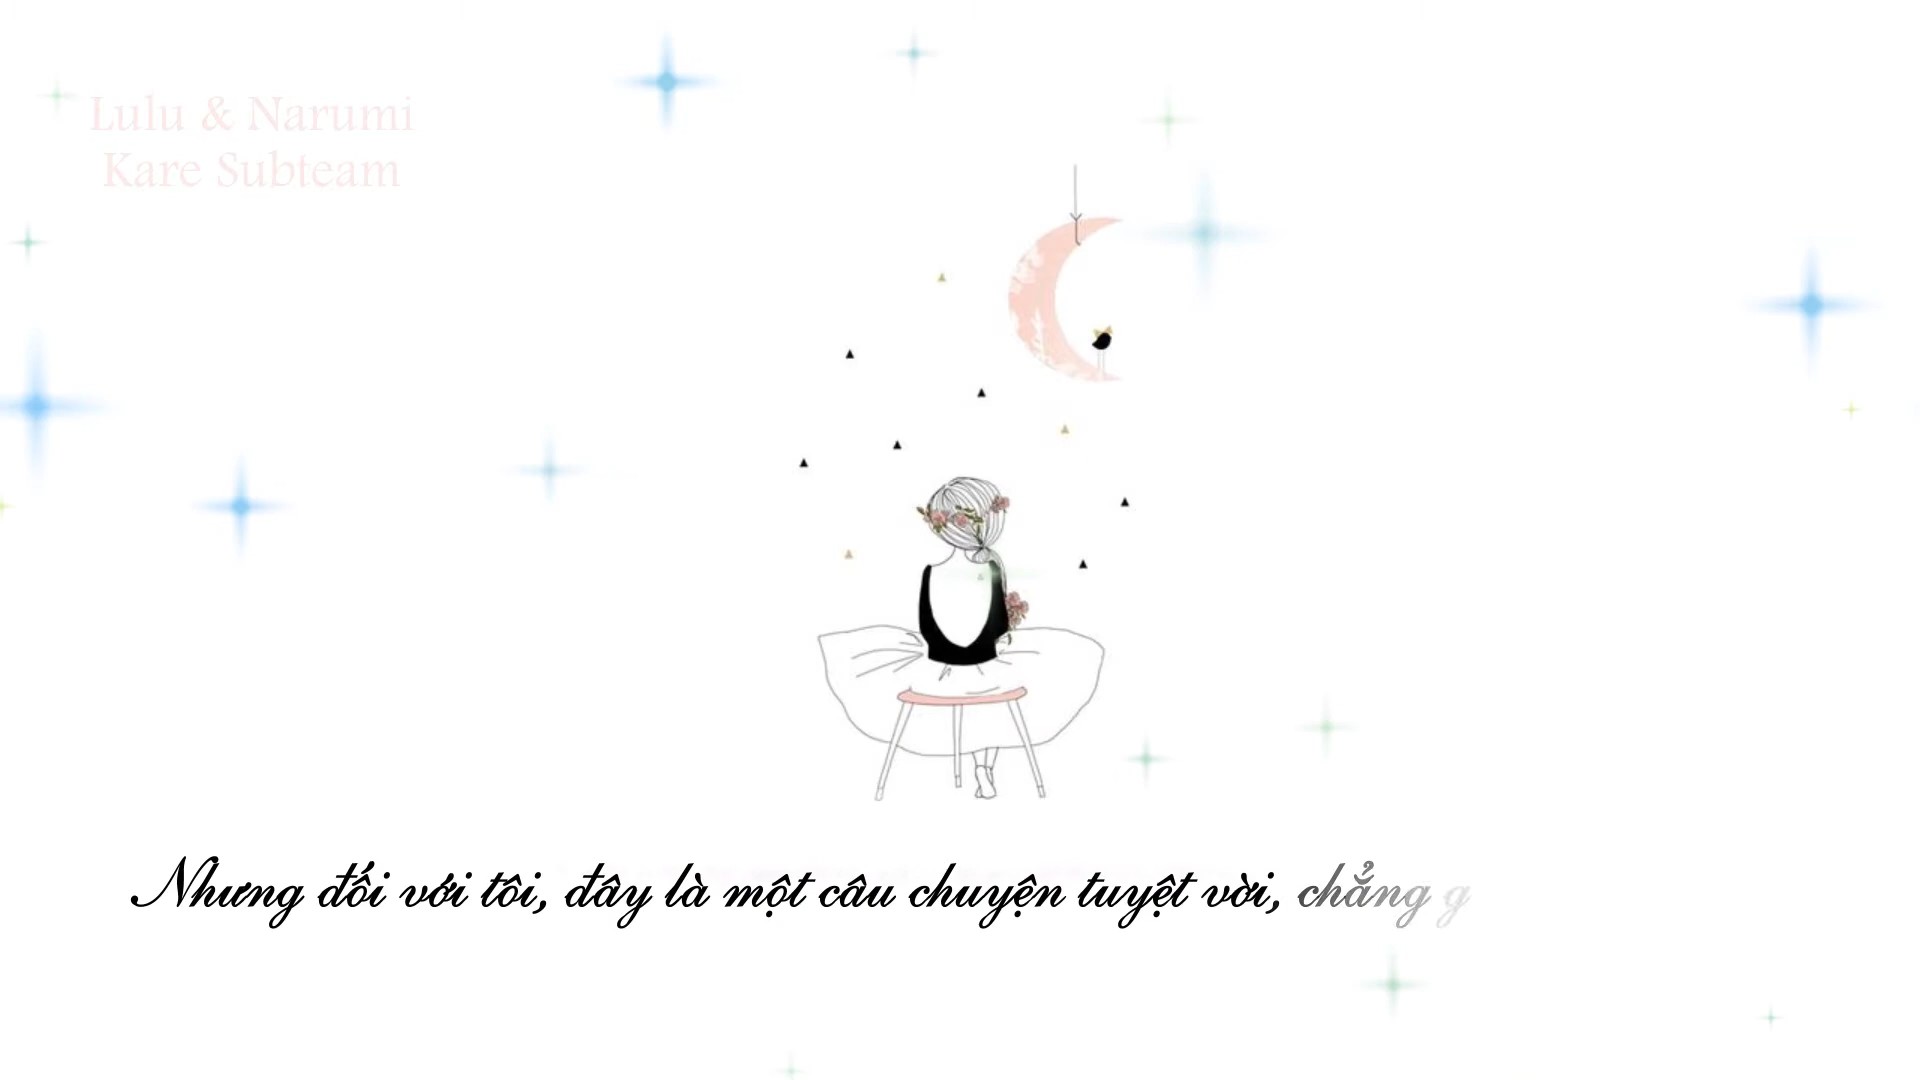 Lulu & Narumi
Kare Subteam
Nhưng đối với tôi, đây là một câu chuyện tuyệt vời, chẳng g